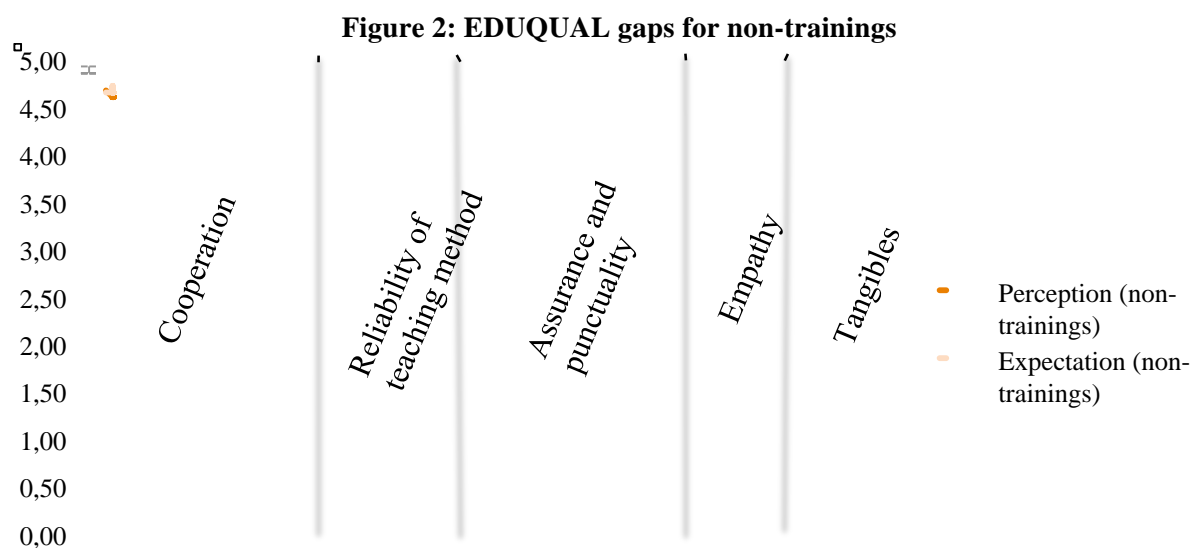 Figure 2: EDUQUAL gaps for non-trainings
5,00
4,50
4,00
3,50
3,00
2,50
2,00
1,50
1,00
0,50
0,00
Cooperation
Reliability of
teaching method
Assurance and
punctuality
Empathy
Tangibles
Perception (non-
trainings)
Expectation (non-
trainings)